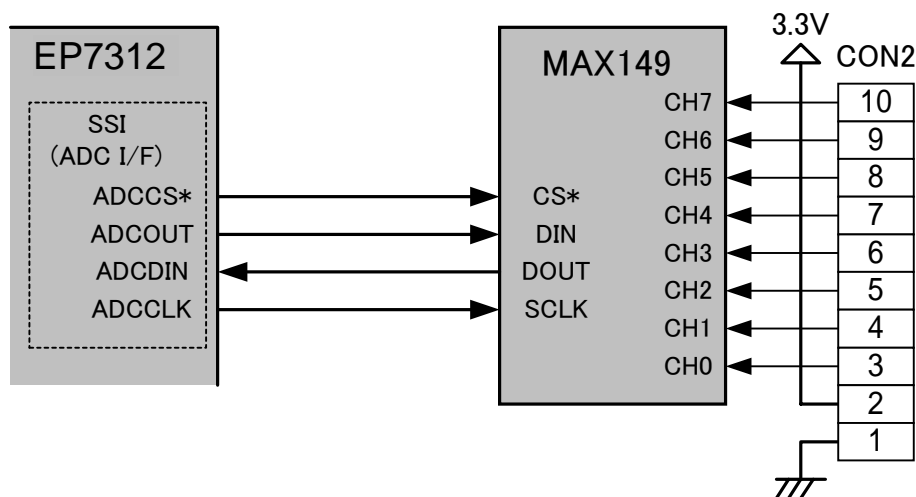 3.3V
EP7312
MAX149
CON2
SSI
(ADC I/F)
ADCCS*
ADCOUT
ADCDIN
ADCCLK
CS*
DIN
DOUT
SCLK
CH7
CH6
CH5
CH4
CH3
CH2
CH1
CH0
10
9
8
7
6
5
4
3
2
1